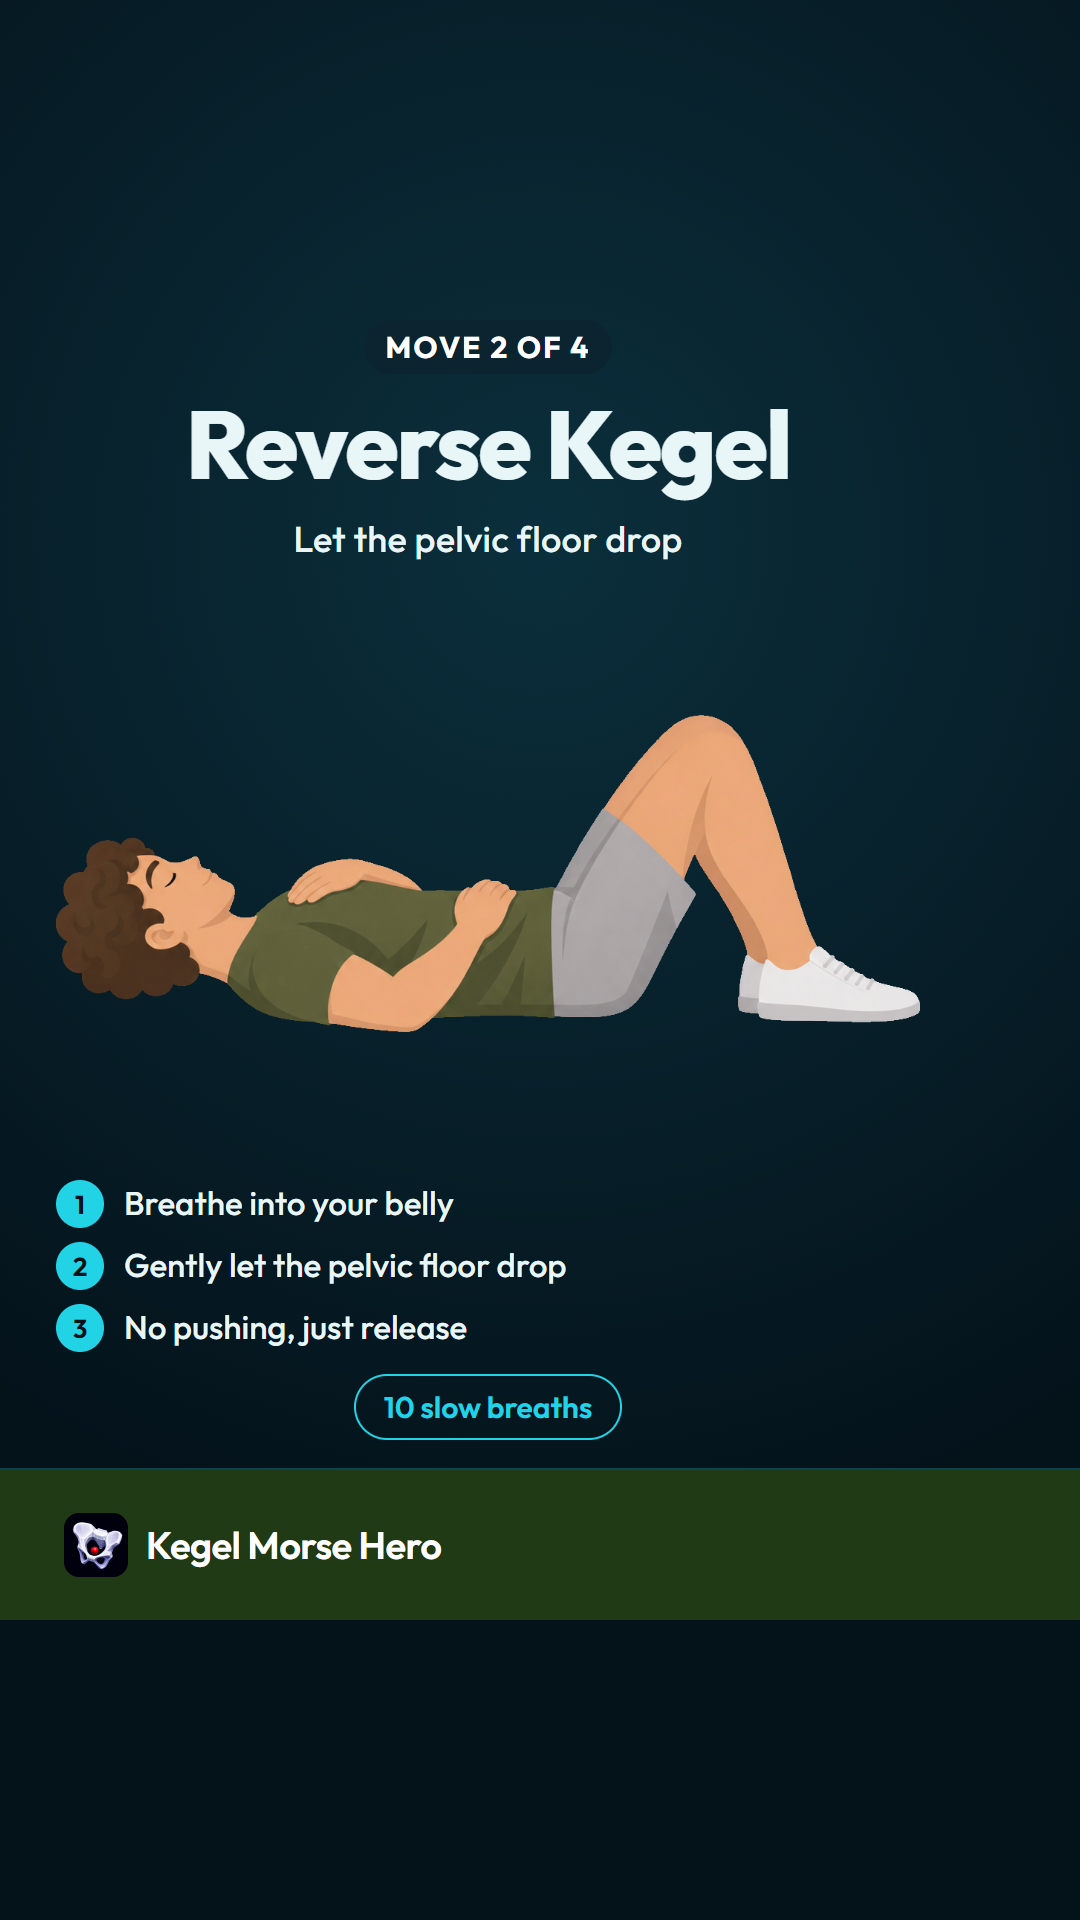 MOVE 2 OF 4
Reverse Kegel
Let the pelvic floor drop
1 Breathe into your belly
2 Gently let the pelvic floor drop
3 No pushing, just release
10 slow breaths
Kegel Morse Hero